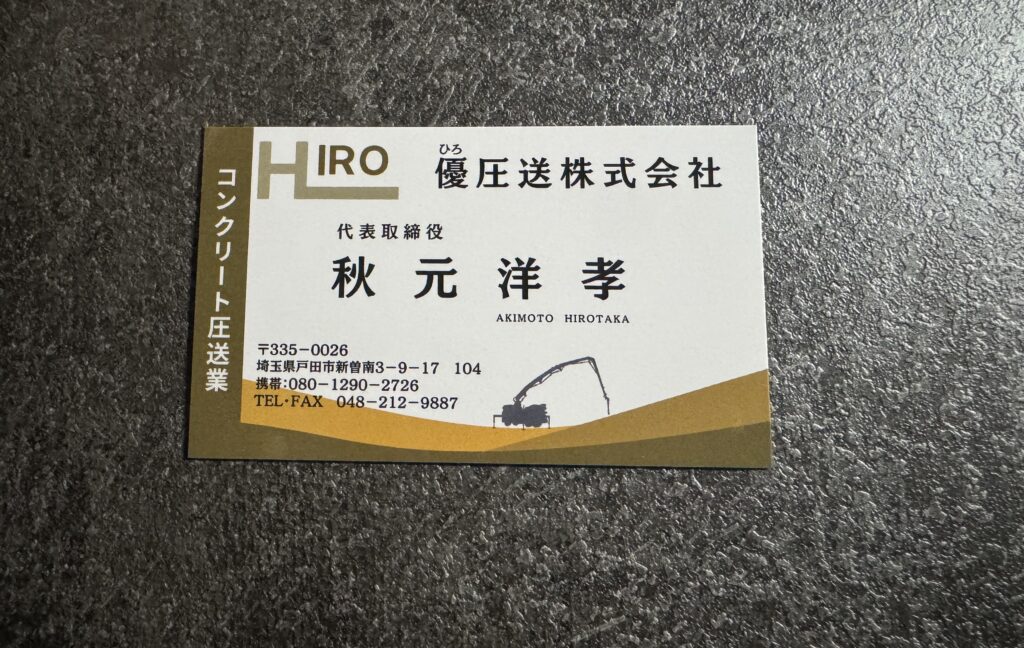 コンクリート圧送業
HIRO
ひろ
優圧送株式会社
代表取締役
秋元洋孝
AKIMOTO HIROTAKA
〒335-0026
埼玉県戸田市新曽南3-9-17 104
携帯:080-1290-2726
TEL・FAX 048-212-9887